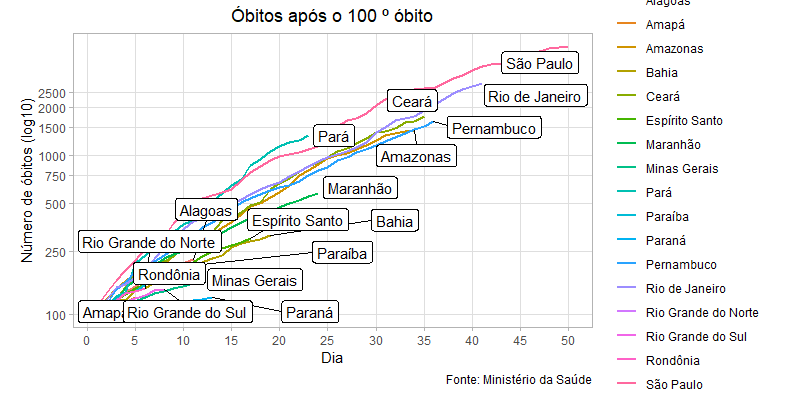 Óbitos após o 100 º óbito
Número de óbitos (log10)
2500
2000
1500
1000
750
500
250
100
São Paulo
Rio de Janeiro
Ceará
Pernambuco
Pará
Amazonas
Maranhão
Alagoas
Espírito Santo
Bahia
Rio Grande do Norte
Paraíba
Rondônia
Minas Gerais
Amapá
Rio Grande do Sul
Paraná
0 5 10 15 20 25 30 35 40 45 50
Dia
Fonte: Ministério da Saúde
Alagoas
Amapá
Amazonas
Bahia
Ceará
Espírito Santo
Maranhão
Minas Gerais
Pará
Paraíba
Paraná
Pernambuco
Rio de Janeiro
Rio Grande do Norte
Rio Grande do Sul
Rondônia
São Paulo